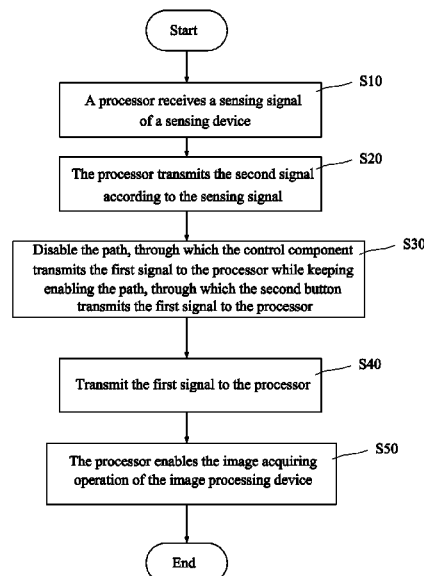 Start
S10
A processor receives a sensing signal
of a sensing device
S20
The processor transmits the second signal
according to the sensing signal
S30
Disable the path, through which the control component
transmits the first signal to the processor while keeping
enabling the path, through which the second button
transmits the first signal to the processor
S40
Transmit the first signal to the processor
S50
The processor enables the image acquiring
operation of the image processing device
End